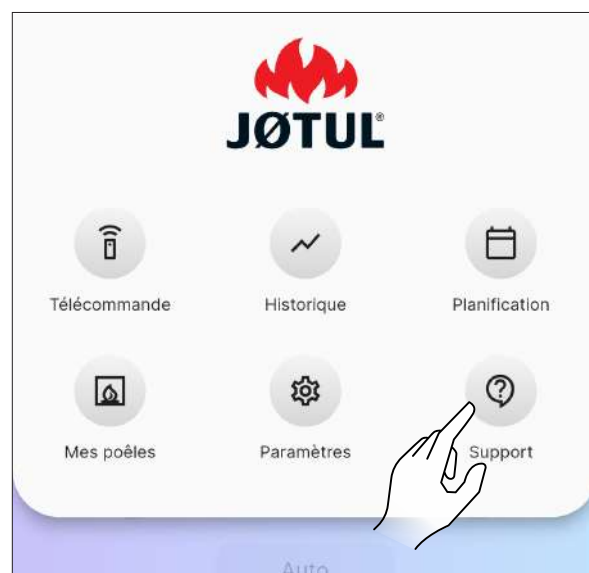 JØTUL®
Télécommande Historique Planification
Mes poêles Paramètres Support
Auto